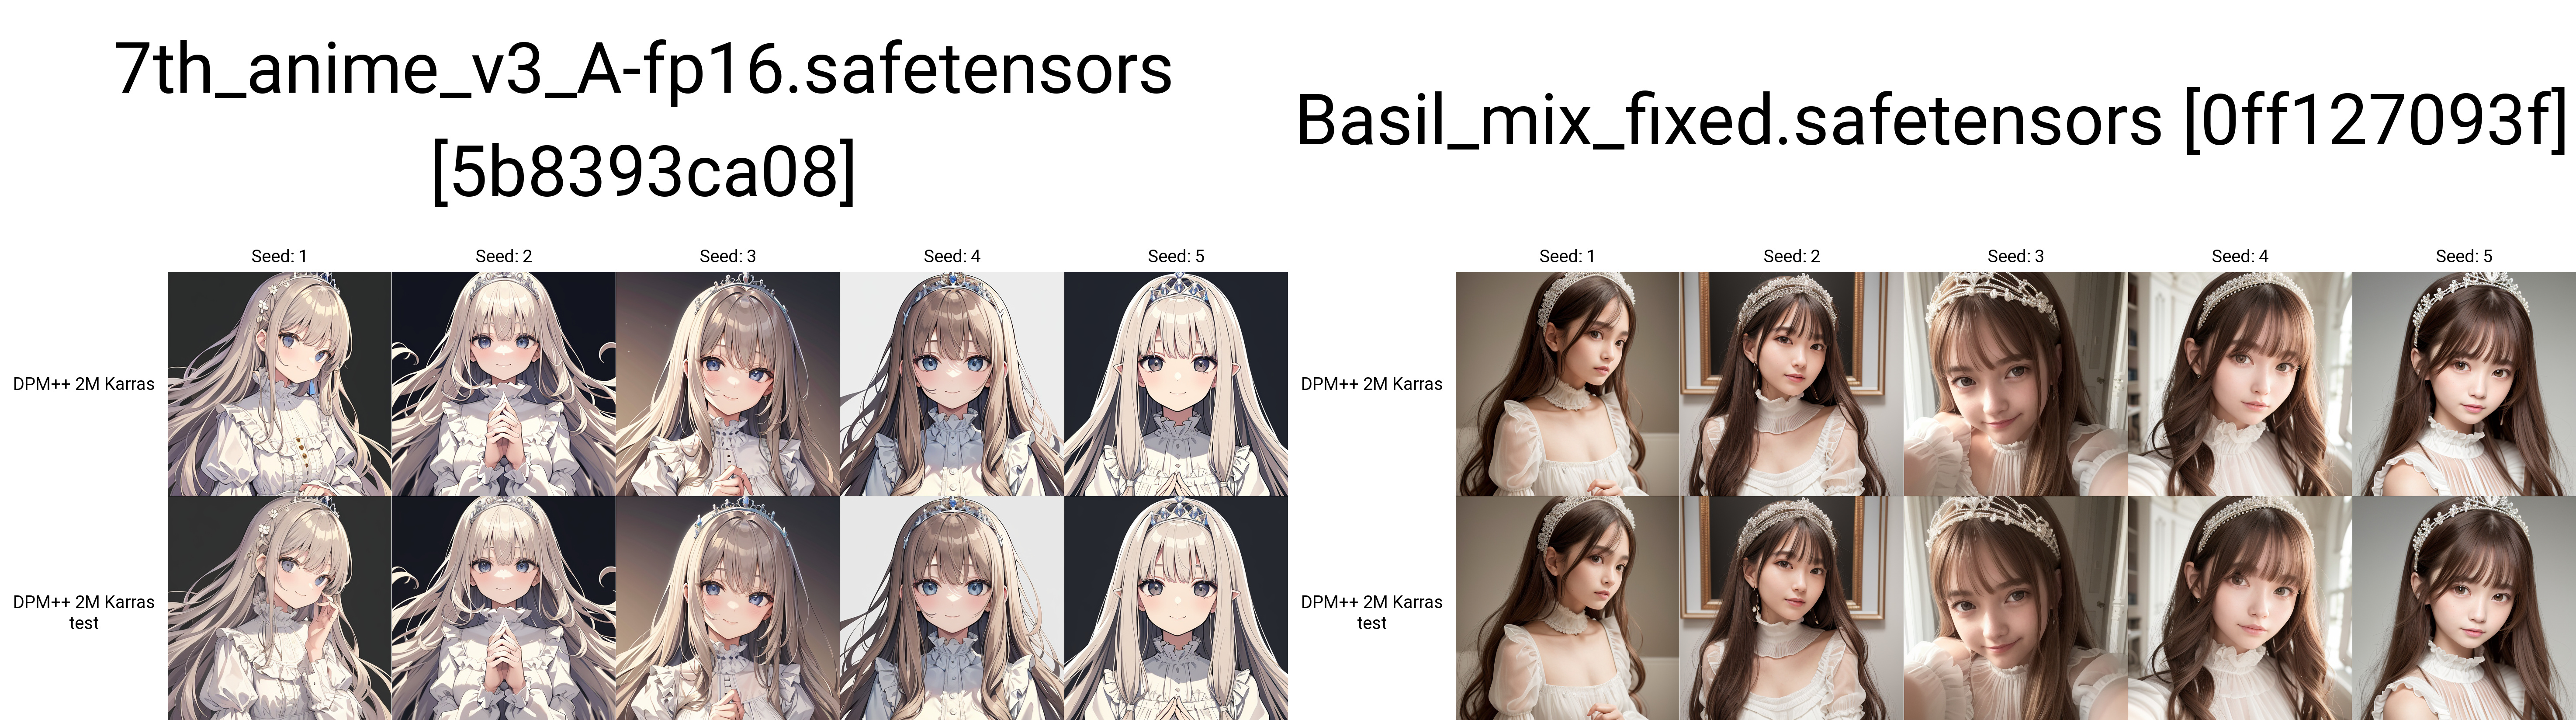 7th_anime_v3_A-fp16.safetensors
[5b8393ca08]
Seed: 1
Seed: 2
Seed: 3
Seed: 4
Seed: 5
DPM++ 2M Karras
DPM++ 2M Karras
test
Basil_mix_fixed.safetensors [0ff127093f]
Seed: 1
Seed: 2
Seed: 3
Seed: 4
Seed: 5
DPM++ 2M Karras
DPM++ 2M Karras
test